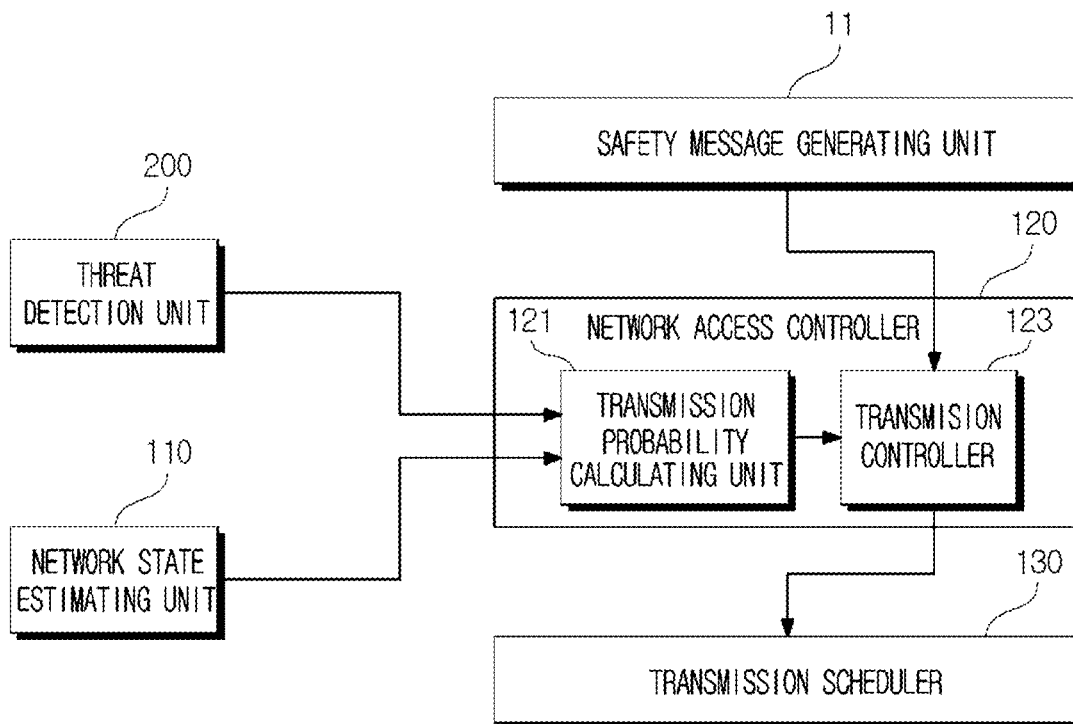 11
SAFETY MESSAGE GENERATING UNIT
200
THREAT
DETECTION UNIT
120
NETWORK ACCESS CONTROLLER
121
TRANSMISSION
PROBABILITY
CALCULATING UNIT
123
TRANSMISION
CONTROLLER
110
NETWORK STATE
ESTIMATING UNIT
130
TRANSMISSION SCHEDULER